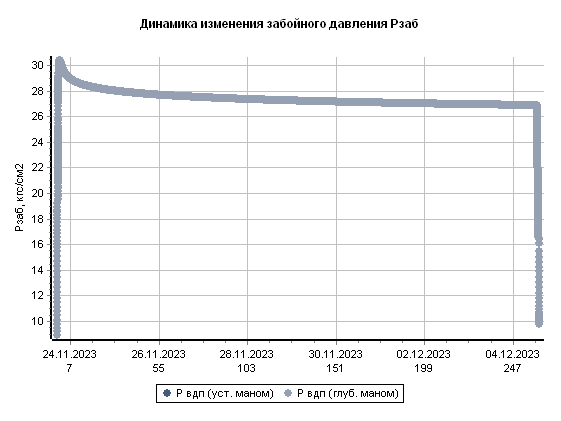 Динамика изменения забойного давления Рзаб
Рзаб, кгс/см2
30
28
26
24
22
20
18
16
14
12
10
24.11.2023 26.11.2023 28.11.2023 30.11.2023 02.12.2023 04.12.2023
7 55 103 151 199 247
Р вдп (уст. маном) Р вдп (глуб. маном)